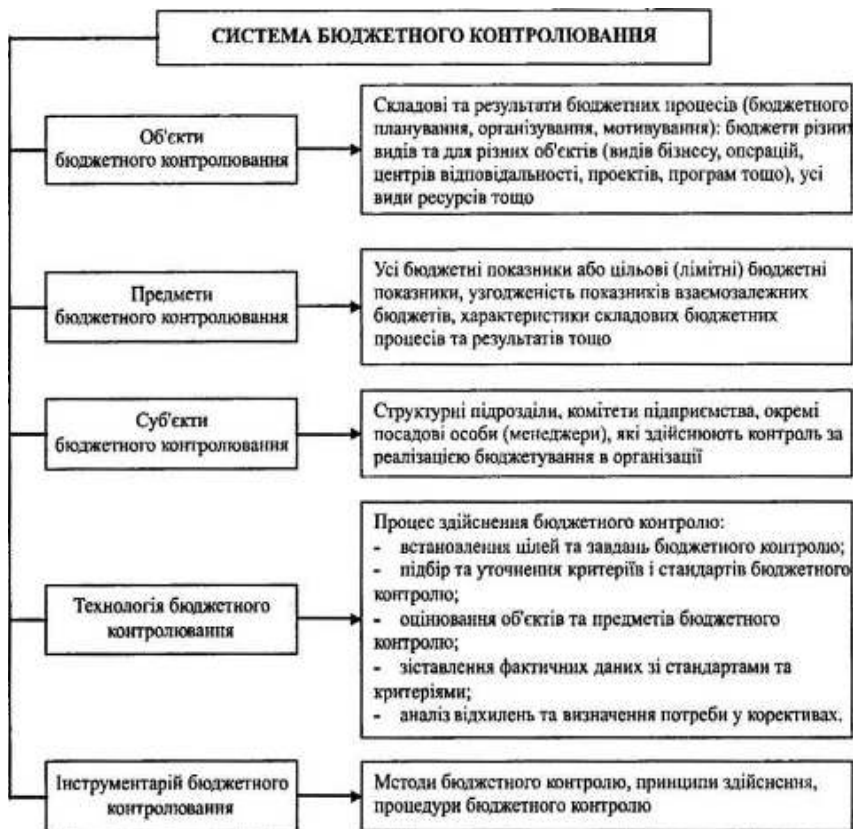 СИСТЕМА БЮДЖЕТНОГО КОНТРОЛЮВАННЯ
Об'єкти
бюджетного контролювання
Складові та результати бюджетних процесів (бюджетного
планування, організування, мотивування): бюджети різних
видів та для різних об'єктів (видів бізнесу, операцій,
центрів відповідальності, проектів, програм тощо), усі
види ресурсів тощо
Предмети
бюджетного контролювання
Усі бюджетні показники або цільові (лімітні) бюджетні
показники, узгодженість показників взаємозалежних
бюджетів, характеристики складових бюджетних
процесів та результатів тощо
Суб'єкти
бюджетного контролювання
Структурні підрозділи, комітети підприємства, окремі
посадові особи (менеджери), які здійснюють контроль за
реалізацією бюджетування в організації
Технологія бюджетного
контролювання
Процес здійснення бюджетного контролю:
- встановлення цілей та завдань бюджетного контролю;
- підбір та уточнення критеріїв і стандартів бюджетного
контролю;
- оцінювання об'єктів та предметів бюджетного
контролю;
- зіставлення фактичних даних зі стандартами та
критеріями;
- аналіз відхилень та визначення потреби у корективах.
Інструментарій бюджетного
контролювання
Методи бюджетного контролю, принципи здійснення,
процедури бюджетного контролю